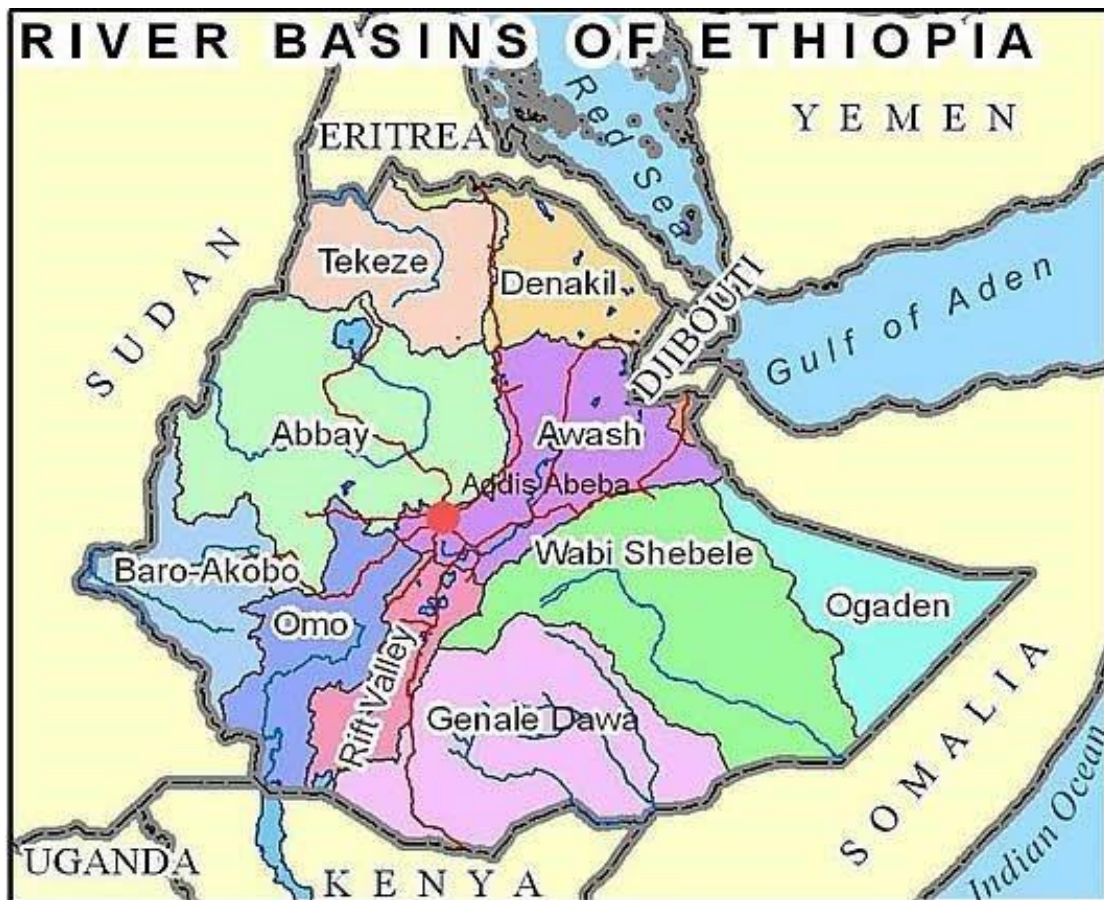 RIVER BASINS OF ETHIOPIA
Red Sea
YEMEN
ERITREA
SUDAN
Tekeze
Denakil
DJIBOUTI
Gulf of Aden
Abbay
Awash
Addis Abeba
Wabi Shebele
Baro-Akobo
Ogaden
Omo
Rift Valley
Genale Dawa
SOMALIA
Indian Ocean
UGANDA
KENYA